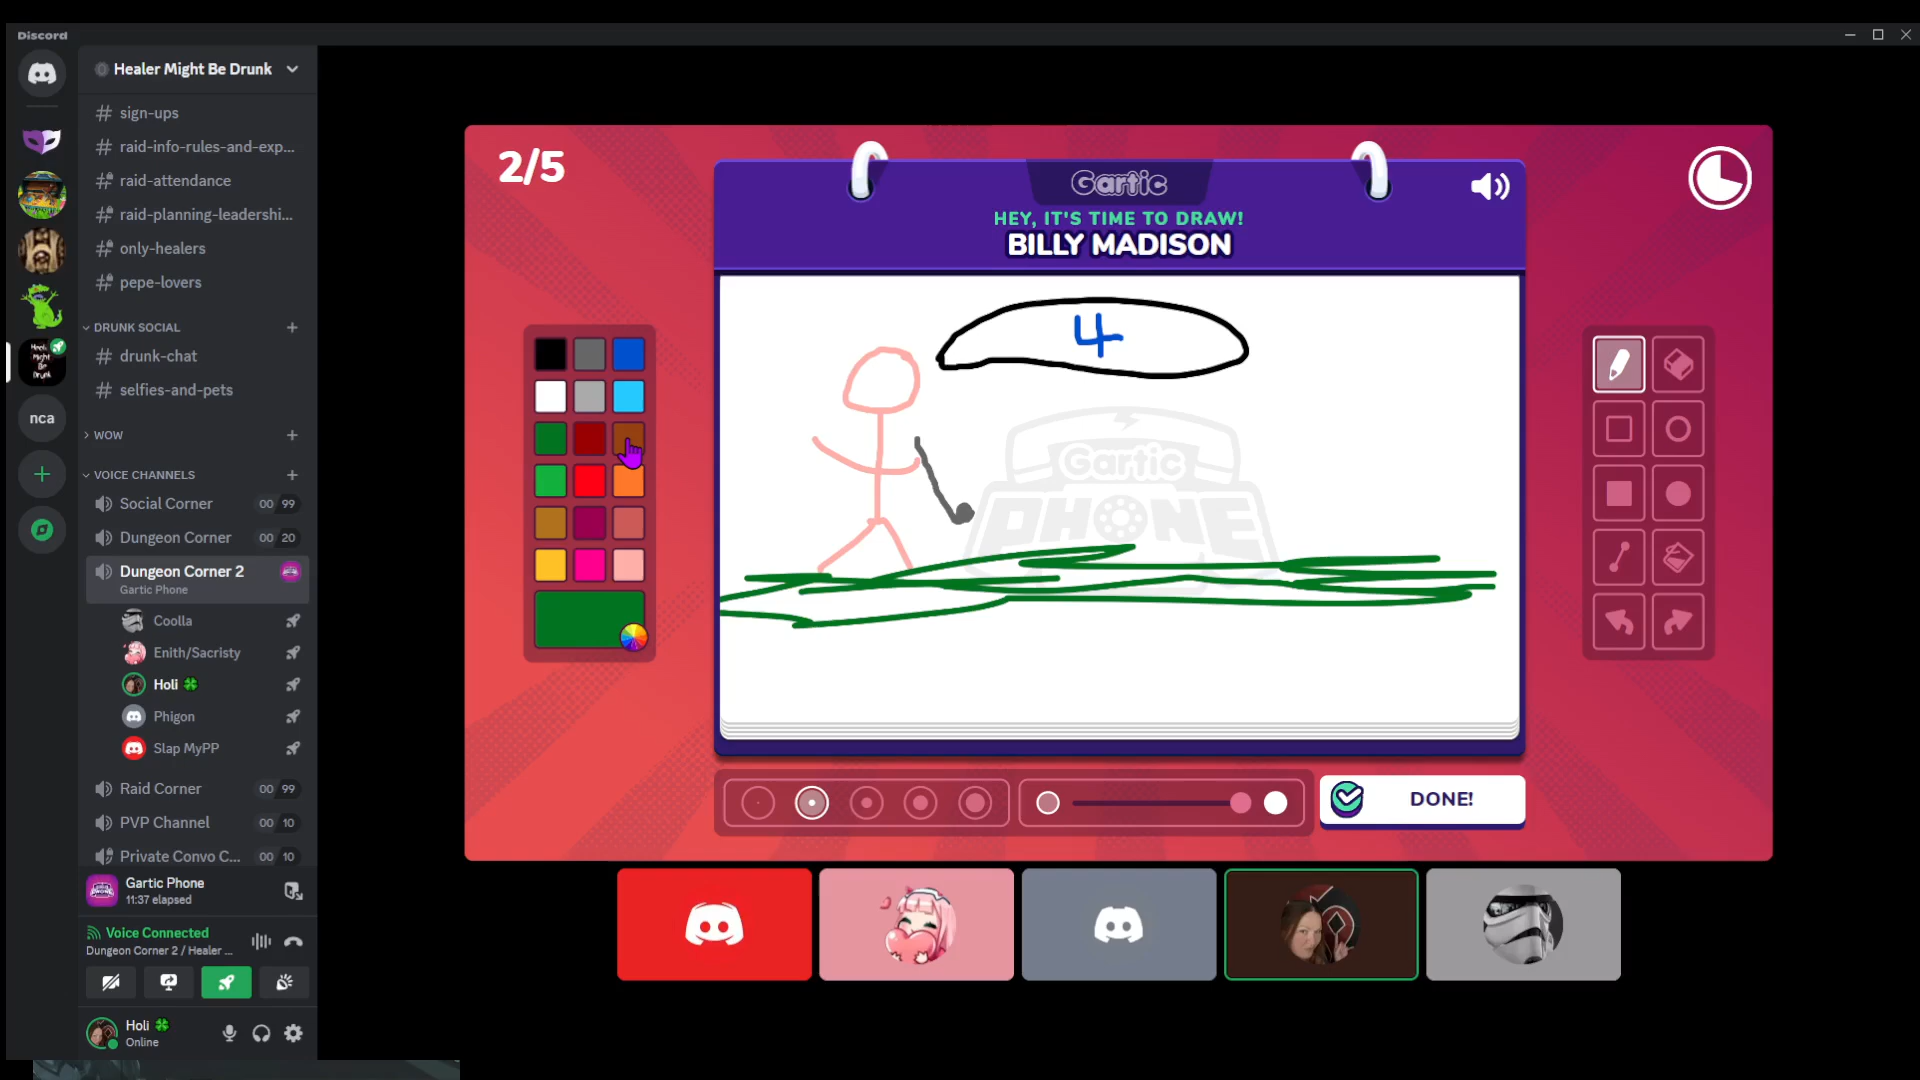 Discord
Healer Might Be Drunk
sign-ups
raid-info-rules-and-exp...
raid-attendance
raid-planning-leadershi...
only-healers
pepe-lovers
DRUNK SOCIAL
drunk-chat
selfies-and-pets
nca
WOW
VOICE CHANNELS
Social Corner 00 99
Dungeon Corner 00 20
Dungeon Corner 2
Gartic Phone
Coolla
Enith/Sacristy
Holi
Phigon
Slap MyPP
Raid Corner 00 99
PVP Channel 00 10
Private Convo C... 00 10
Gartic Phone
11:37 elapsed
Voice Connected
Dungeon Corner 2 / Healer ...
Holi
Online
2/5
Gartic
HEY, IT'S TIME TO DRAW!
BILLY MADISON
4
Gartic
PHONE
DONE!